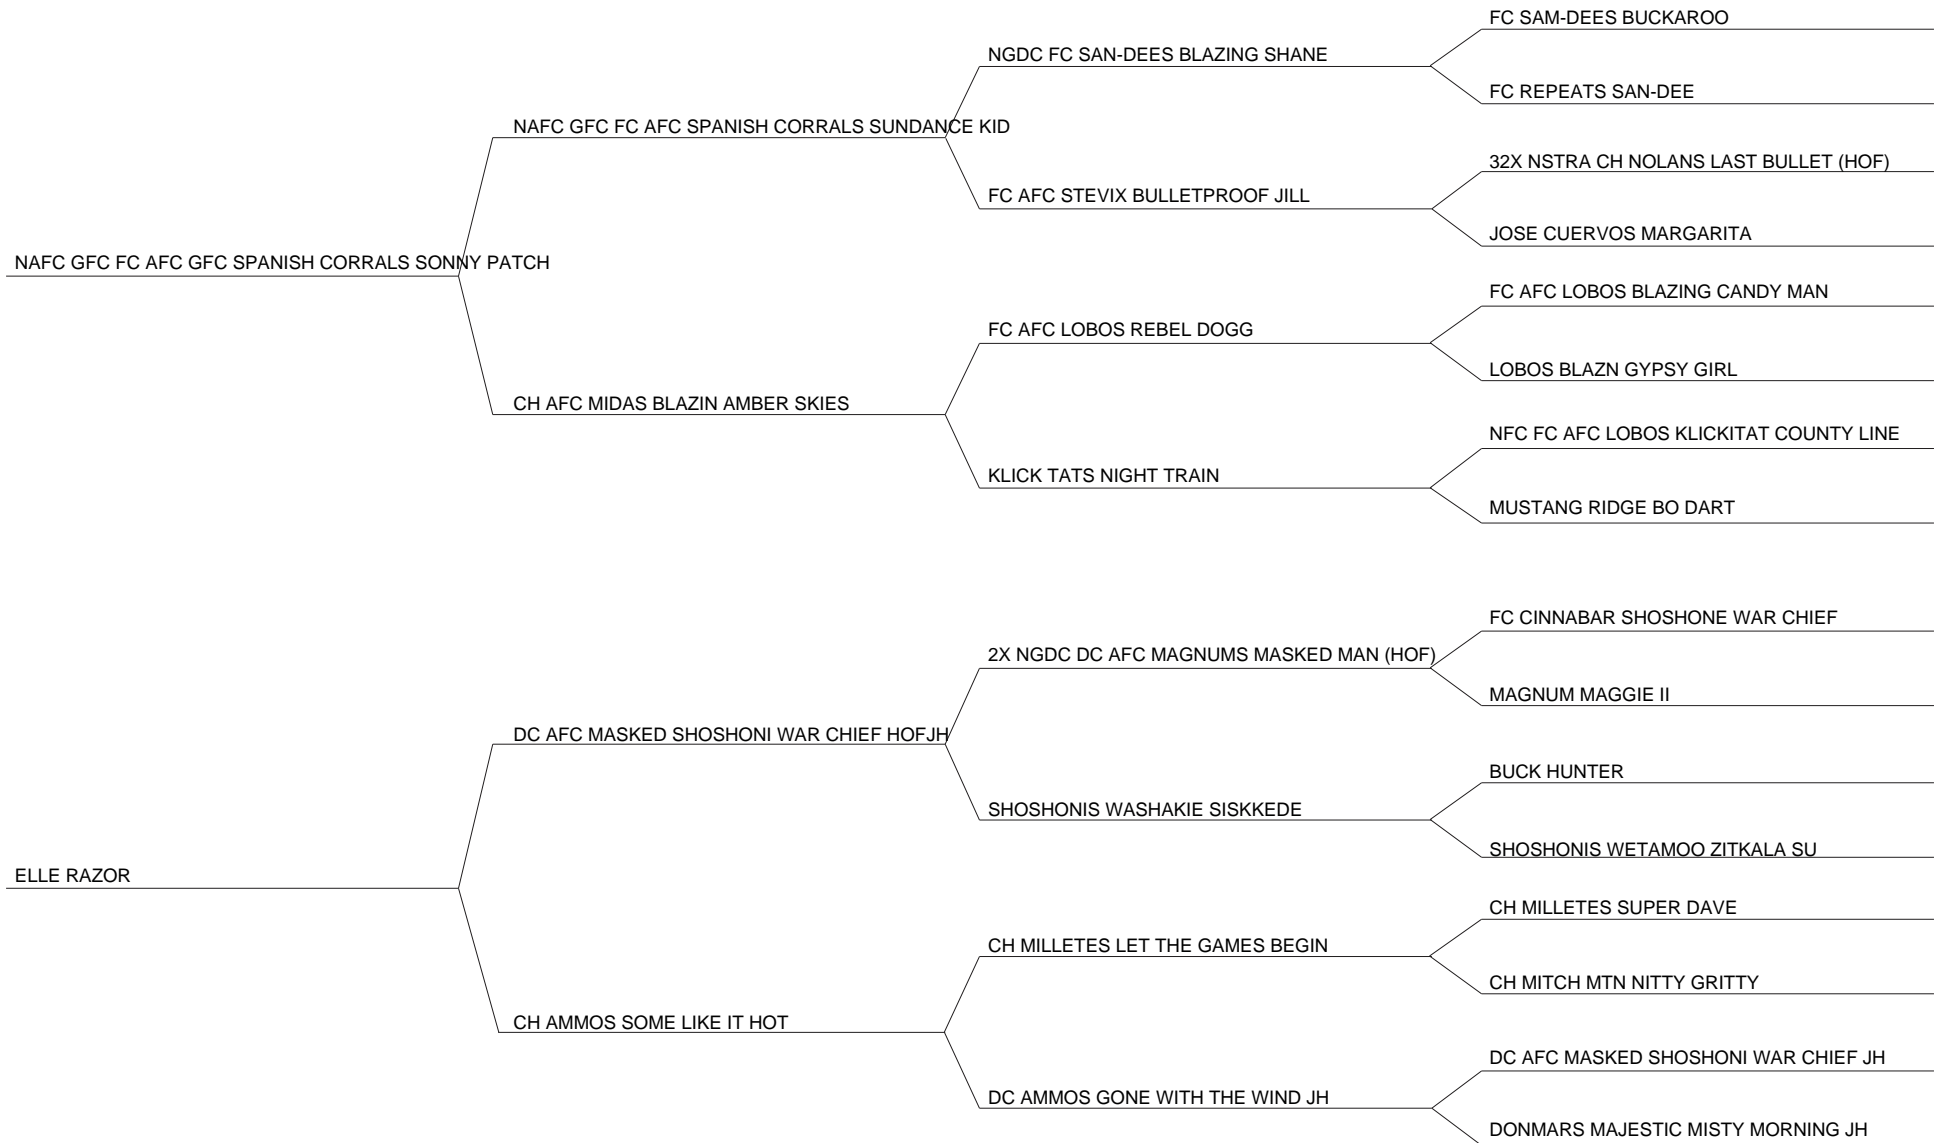 FC SAM-DEES BUCKAROO
NGDC FC SAN-DEES BLAZING SHANE
FC REPEATS SAN-DEE
NAFC GFC FC AFC SPANISH CORRALS SUNDANCE KID
32X NSTRA CH NOLANS LAST BULLET (HOF)
FC AFC STEVIX BULLETPROOF JILL
JOSE CUERVOS MARGARITA
NAFC GFC FC AFC GFC SPANISH CORRALS SONNY PATCH
FC AFC LOBOS BLAZING CANDY MAN
FC AFC LOBOS REBEL DOGG
LOBOS BLAZN GYPSY GIRL
CH AFC MIDAS BLAZIN AMBER SKIES
NFC FC AFC LOBOS KLICKITAT COUNTY LINE
KLICK TATS NIGHT TRAIN
MUSTANG RIDGE BO DART
FC CINNABAR SHOSHONE WAR CHIEF
2X NGDC DC AFC MAGNUMS MASKED MAN (HOF)
MAGNUM MAGGIE II
DC AFC MASKED SHOSHONI WAR CHIEF HOFJH
BUCK HUNTER
SHOSHONIS WASHAKIE SISKKEDE
SHOSHONIS WETAMOO ZITKALA SU
ELLE RAZOR
CH MILLETES SUPER DAVE
CH MILLETES LET THE GAMES BEGIN
CH MITCH MTN NITTY GRITTY
CH AMMOS SOME LIKE IT HOT
DC AFC MASKED SHOSHONI WAR CHIEF JH
DC AMMOS GONE WITH THE WIND JH
DONMARS MAJESTIC MISTY MORNING JH